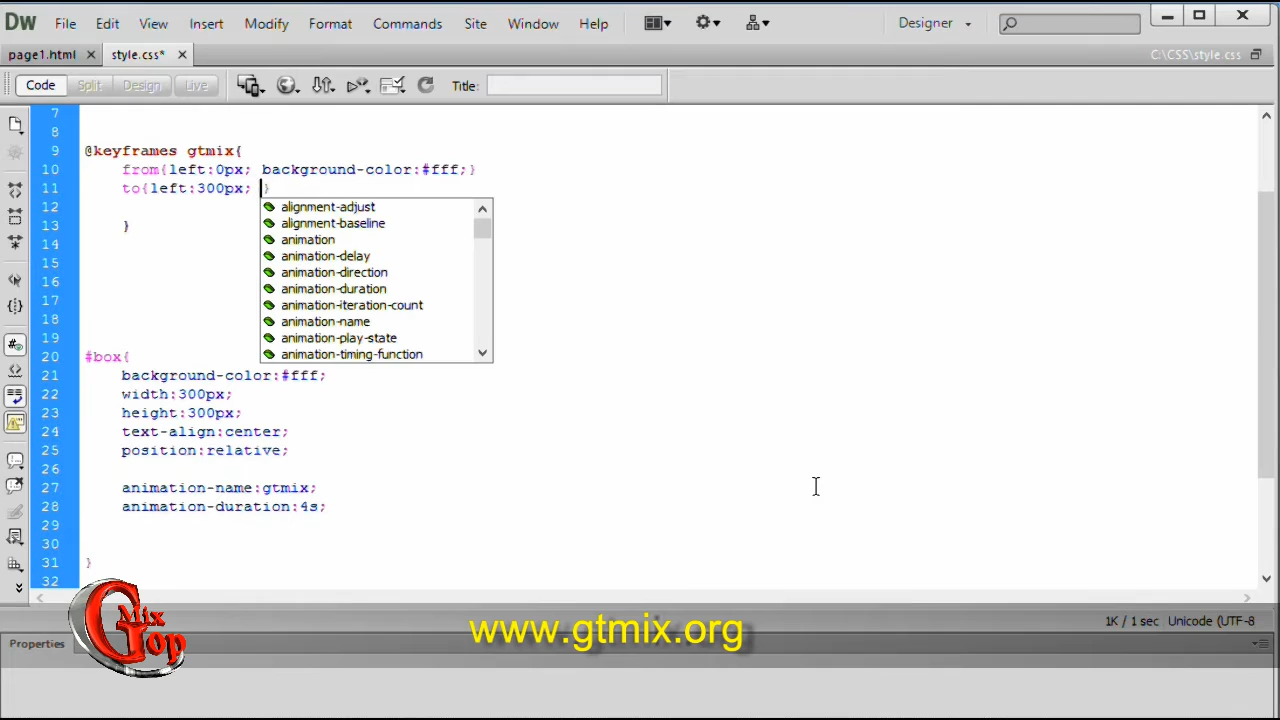 Dw File Edit View Insert Modify Format Commands Site Window Help Designer
page1.html style.css* C:\CSS\style.css
Code Split Design Live Title:
7
8
9 @keyframes gtmix{
10 from{left:0px; background-color:#fff;}
11 to{left:300px; }
12
13 }
14
15
16
17
18
19
alignment-adjust
alignment-baseline
animation
animation-delay
animation-direction
animation-duration
animation-iteration-count
animation-name
animation-play-state
animation-timing-function
20 #box{
21 background-color:#fff;
22 width:300px;
23 height:300px;
24 text-align:center;
25 position:relative;
26
27 animation-name:gtmix;
28 animation-duration:4s;
29
30
31 }
32
G Mix Top
www.gtmix.org
1K / 1 sec Unicode (UTF-8
Properties